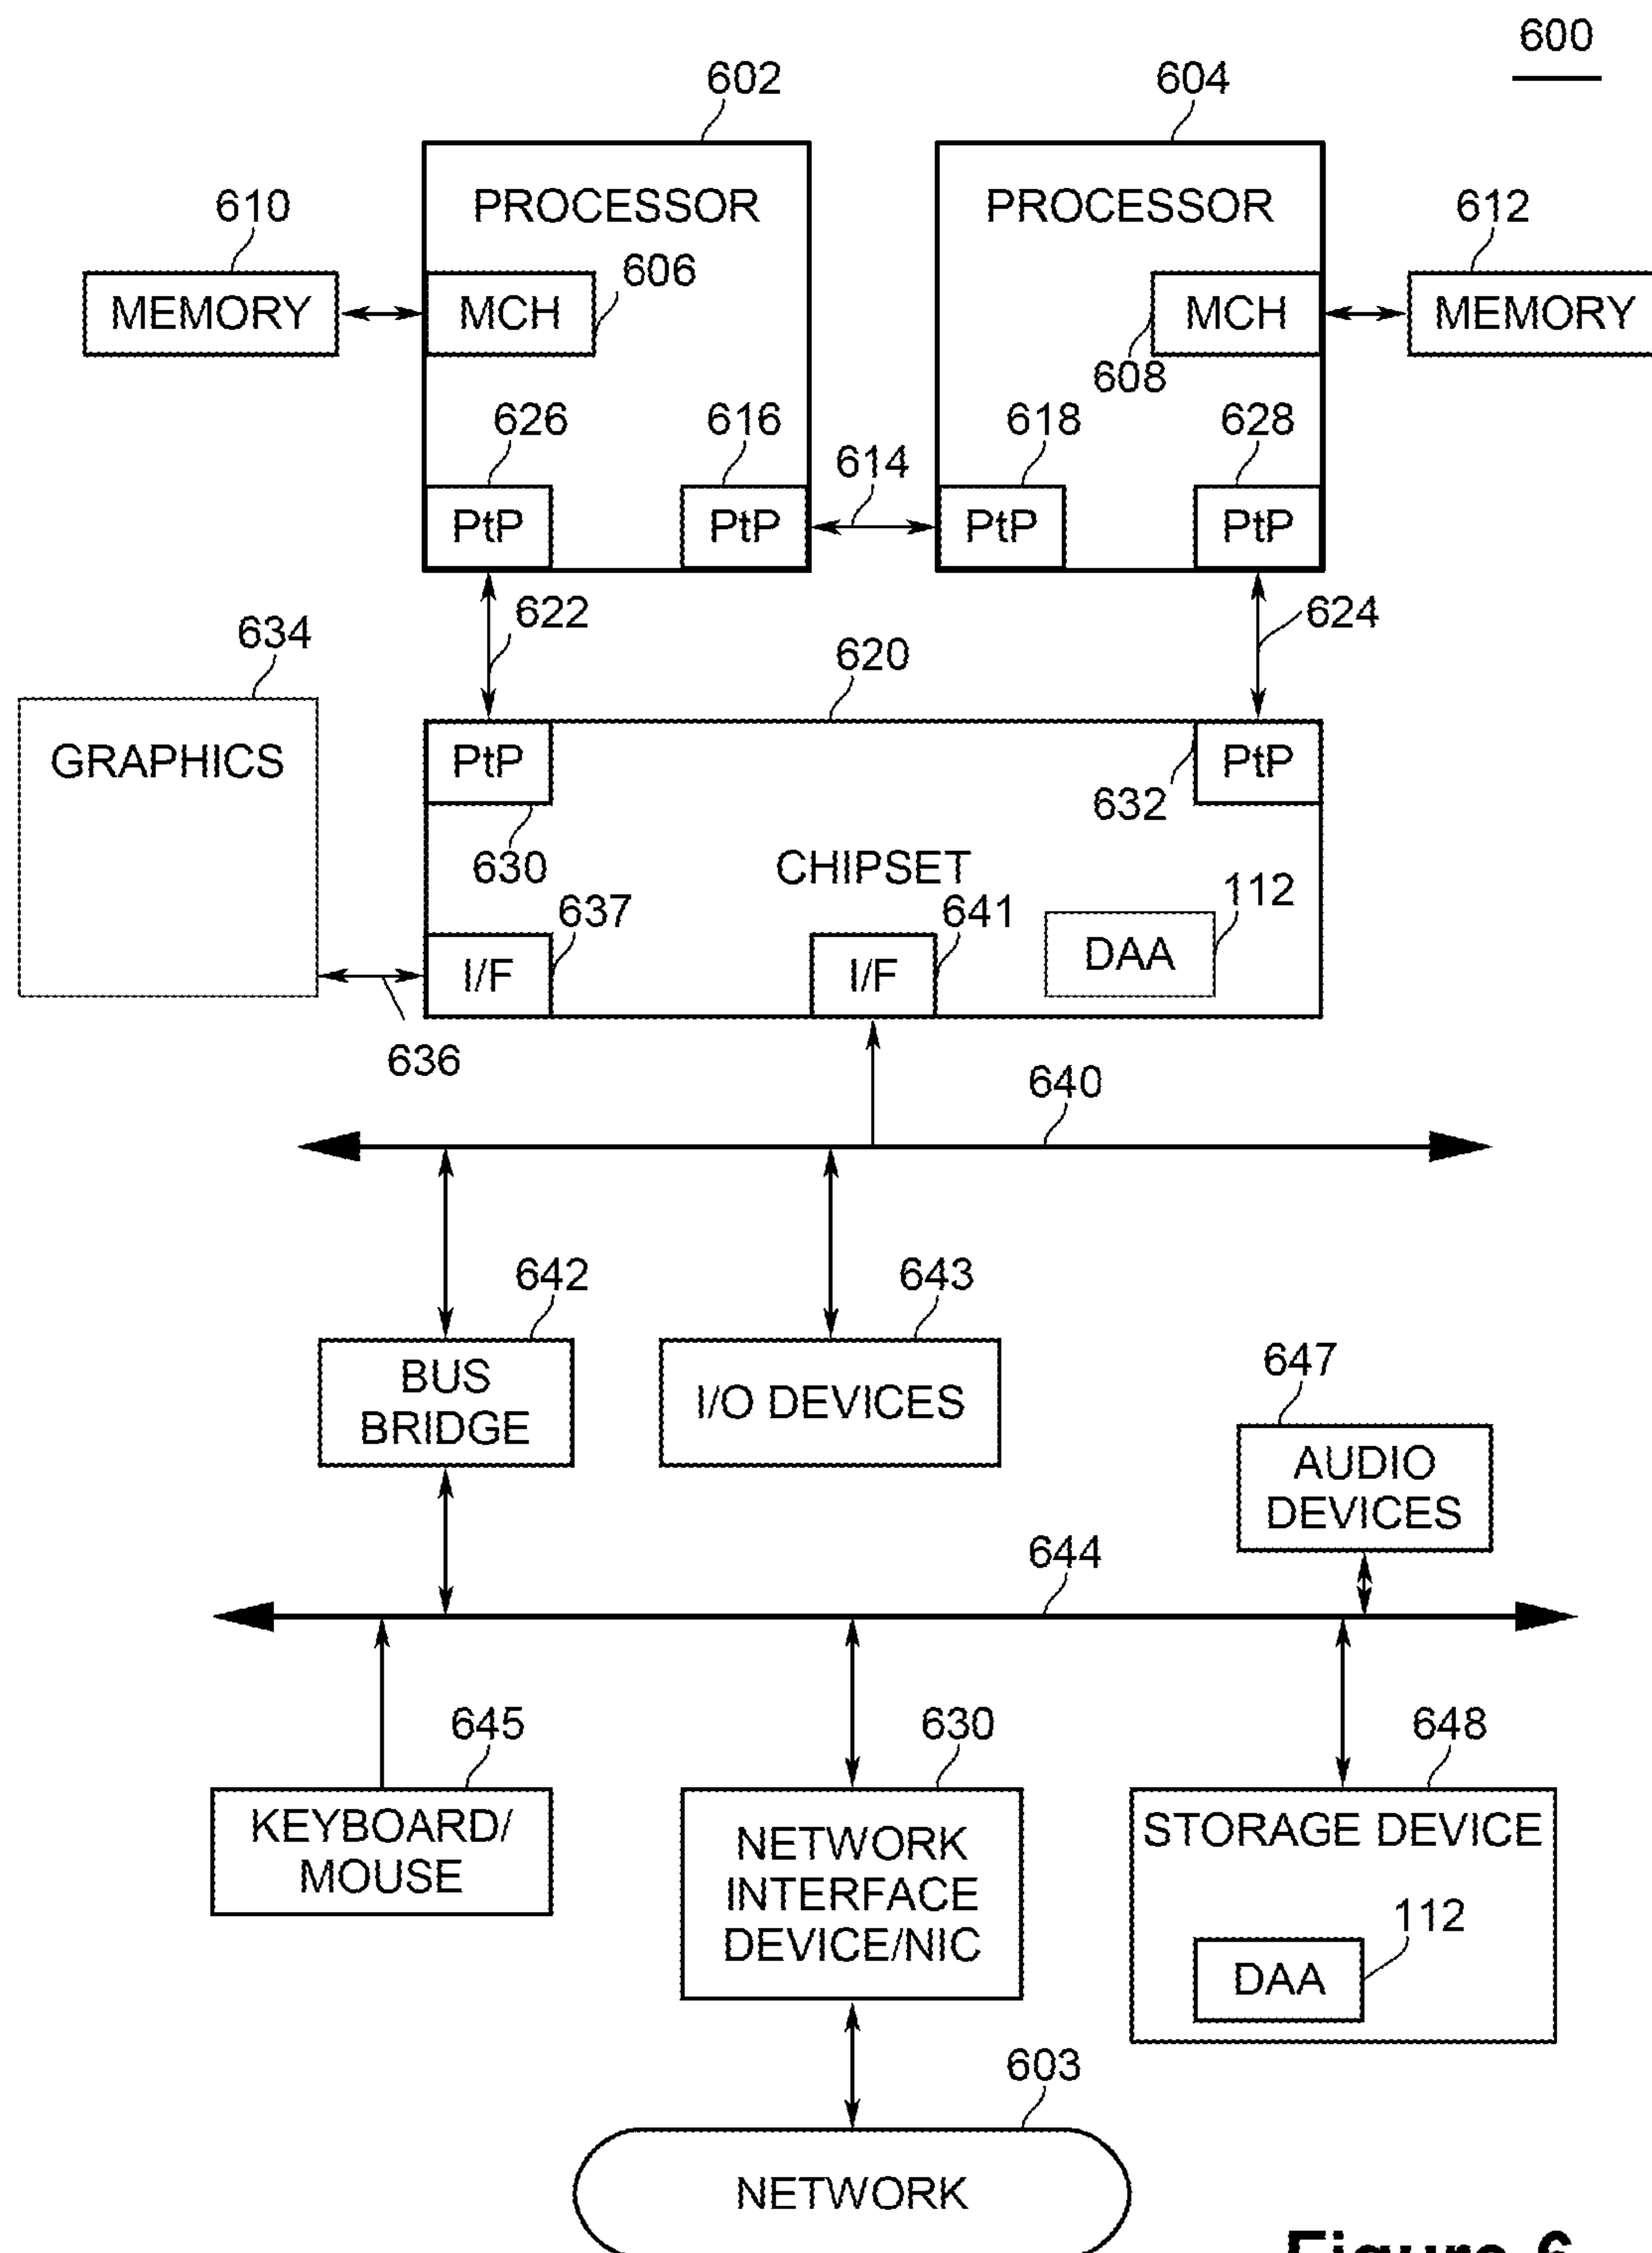 600
602
604
PROCESSOR
PROCESSOR
610
612
606
MEMORY
MCH
MCH
MEMORY
608
626
616
618
628
614
PtP
PtP
PtP
PtP
622
624
634
620
GRAPHICS
PtP
PtP
632
630
CHIPSET
637
641
112
I/F
I/F
DAA
636
640
642
643
BUS
BRIDGE
I/O DEVICES
647
AUDIO
DEVICES
644
645
630
648
KEYBOARD/
MOUSE
NETWORK
INTERFACE
DEVICE/NIC
STORAGE DEVICE
112
DAA
603
NETWORK
Figure 6